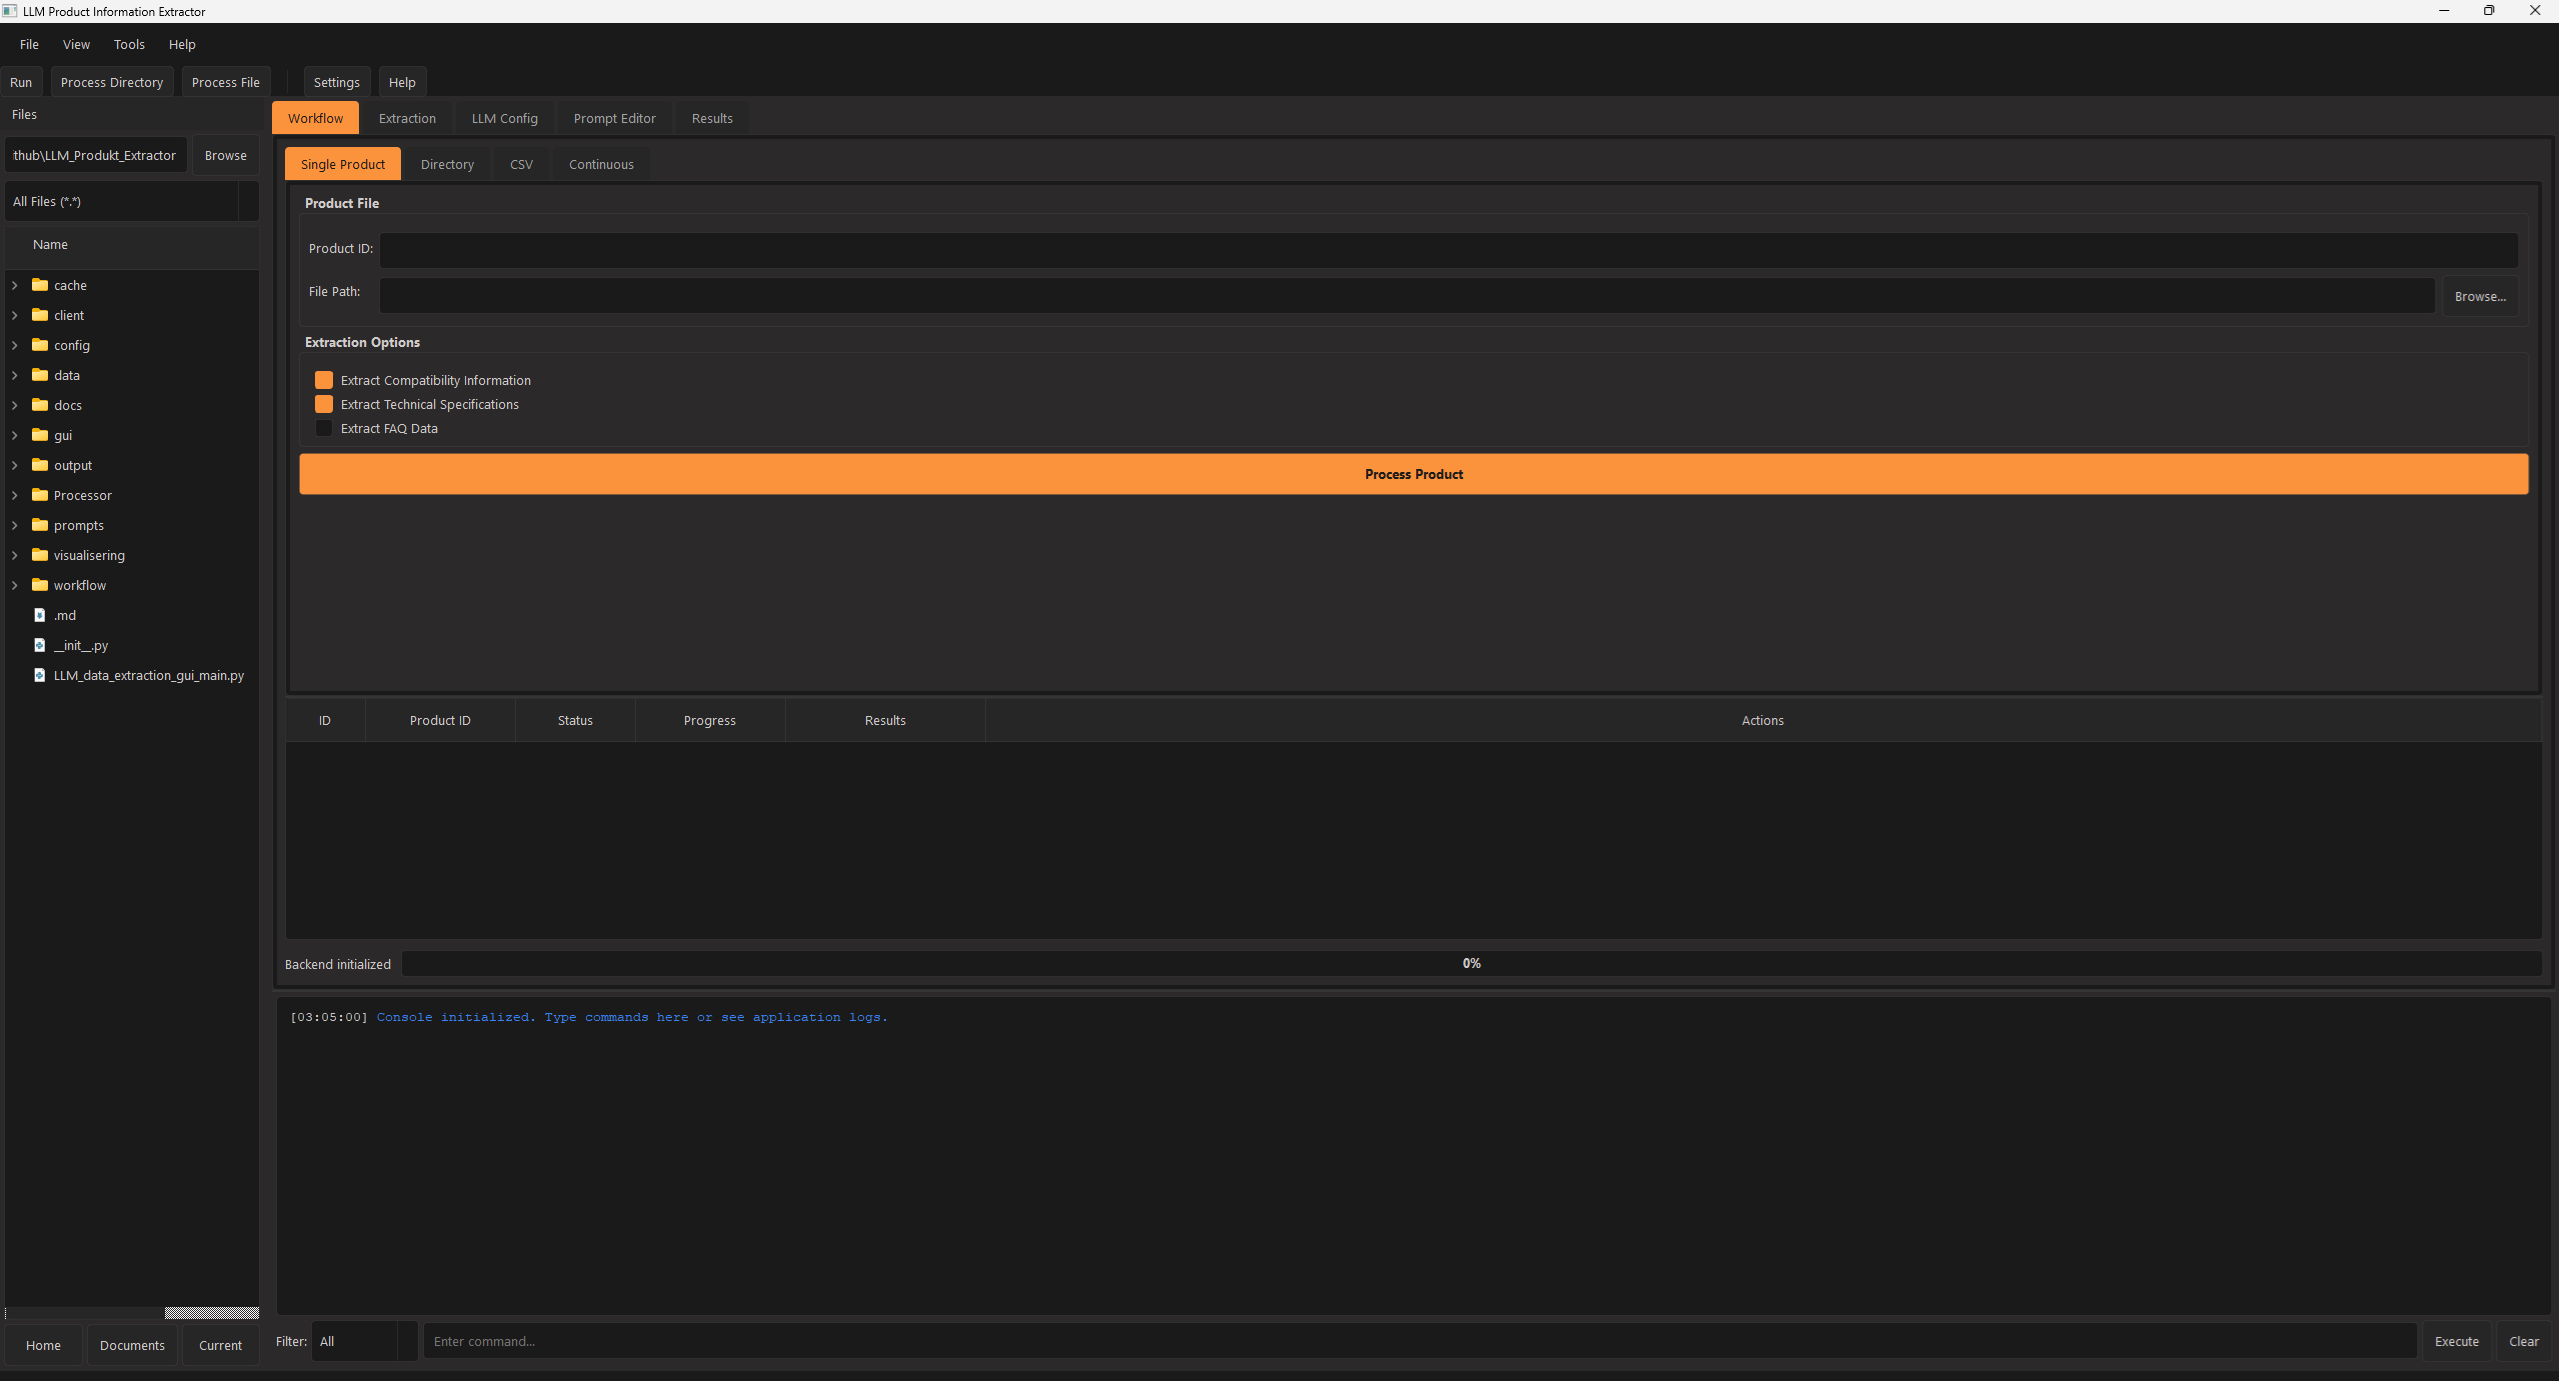 LLM Product Information Extractor
File View Tools Help
Run Process Directory Process File Settings Help
Files
ithub\LLM_Produkt_Extractor Browse
All Files (*.*)
Name
cache
client
config
data
docs
gui
output
Processor
prompts
visualisering
workflow
.md
__init__.py
LLM_data_extraction_gui_main.py
Home Documents Current
Workflow Extraction LLM Config Prompt Editor Results
Single Product Directory CSV Continuous
Product File
Product ID:
File Path: Browse...
Extraction Options
Extract Compatibility Information
Extract Technical Specifications
Extract FAQ Data
Process Product
ID Product ID Status Progress Results Actions
Backend initialized 0%
[03:05:00] Console initialized. Type commands here or see application logs.
Filter: All Enter command... Execute Clear